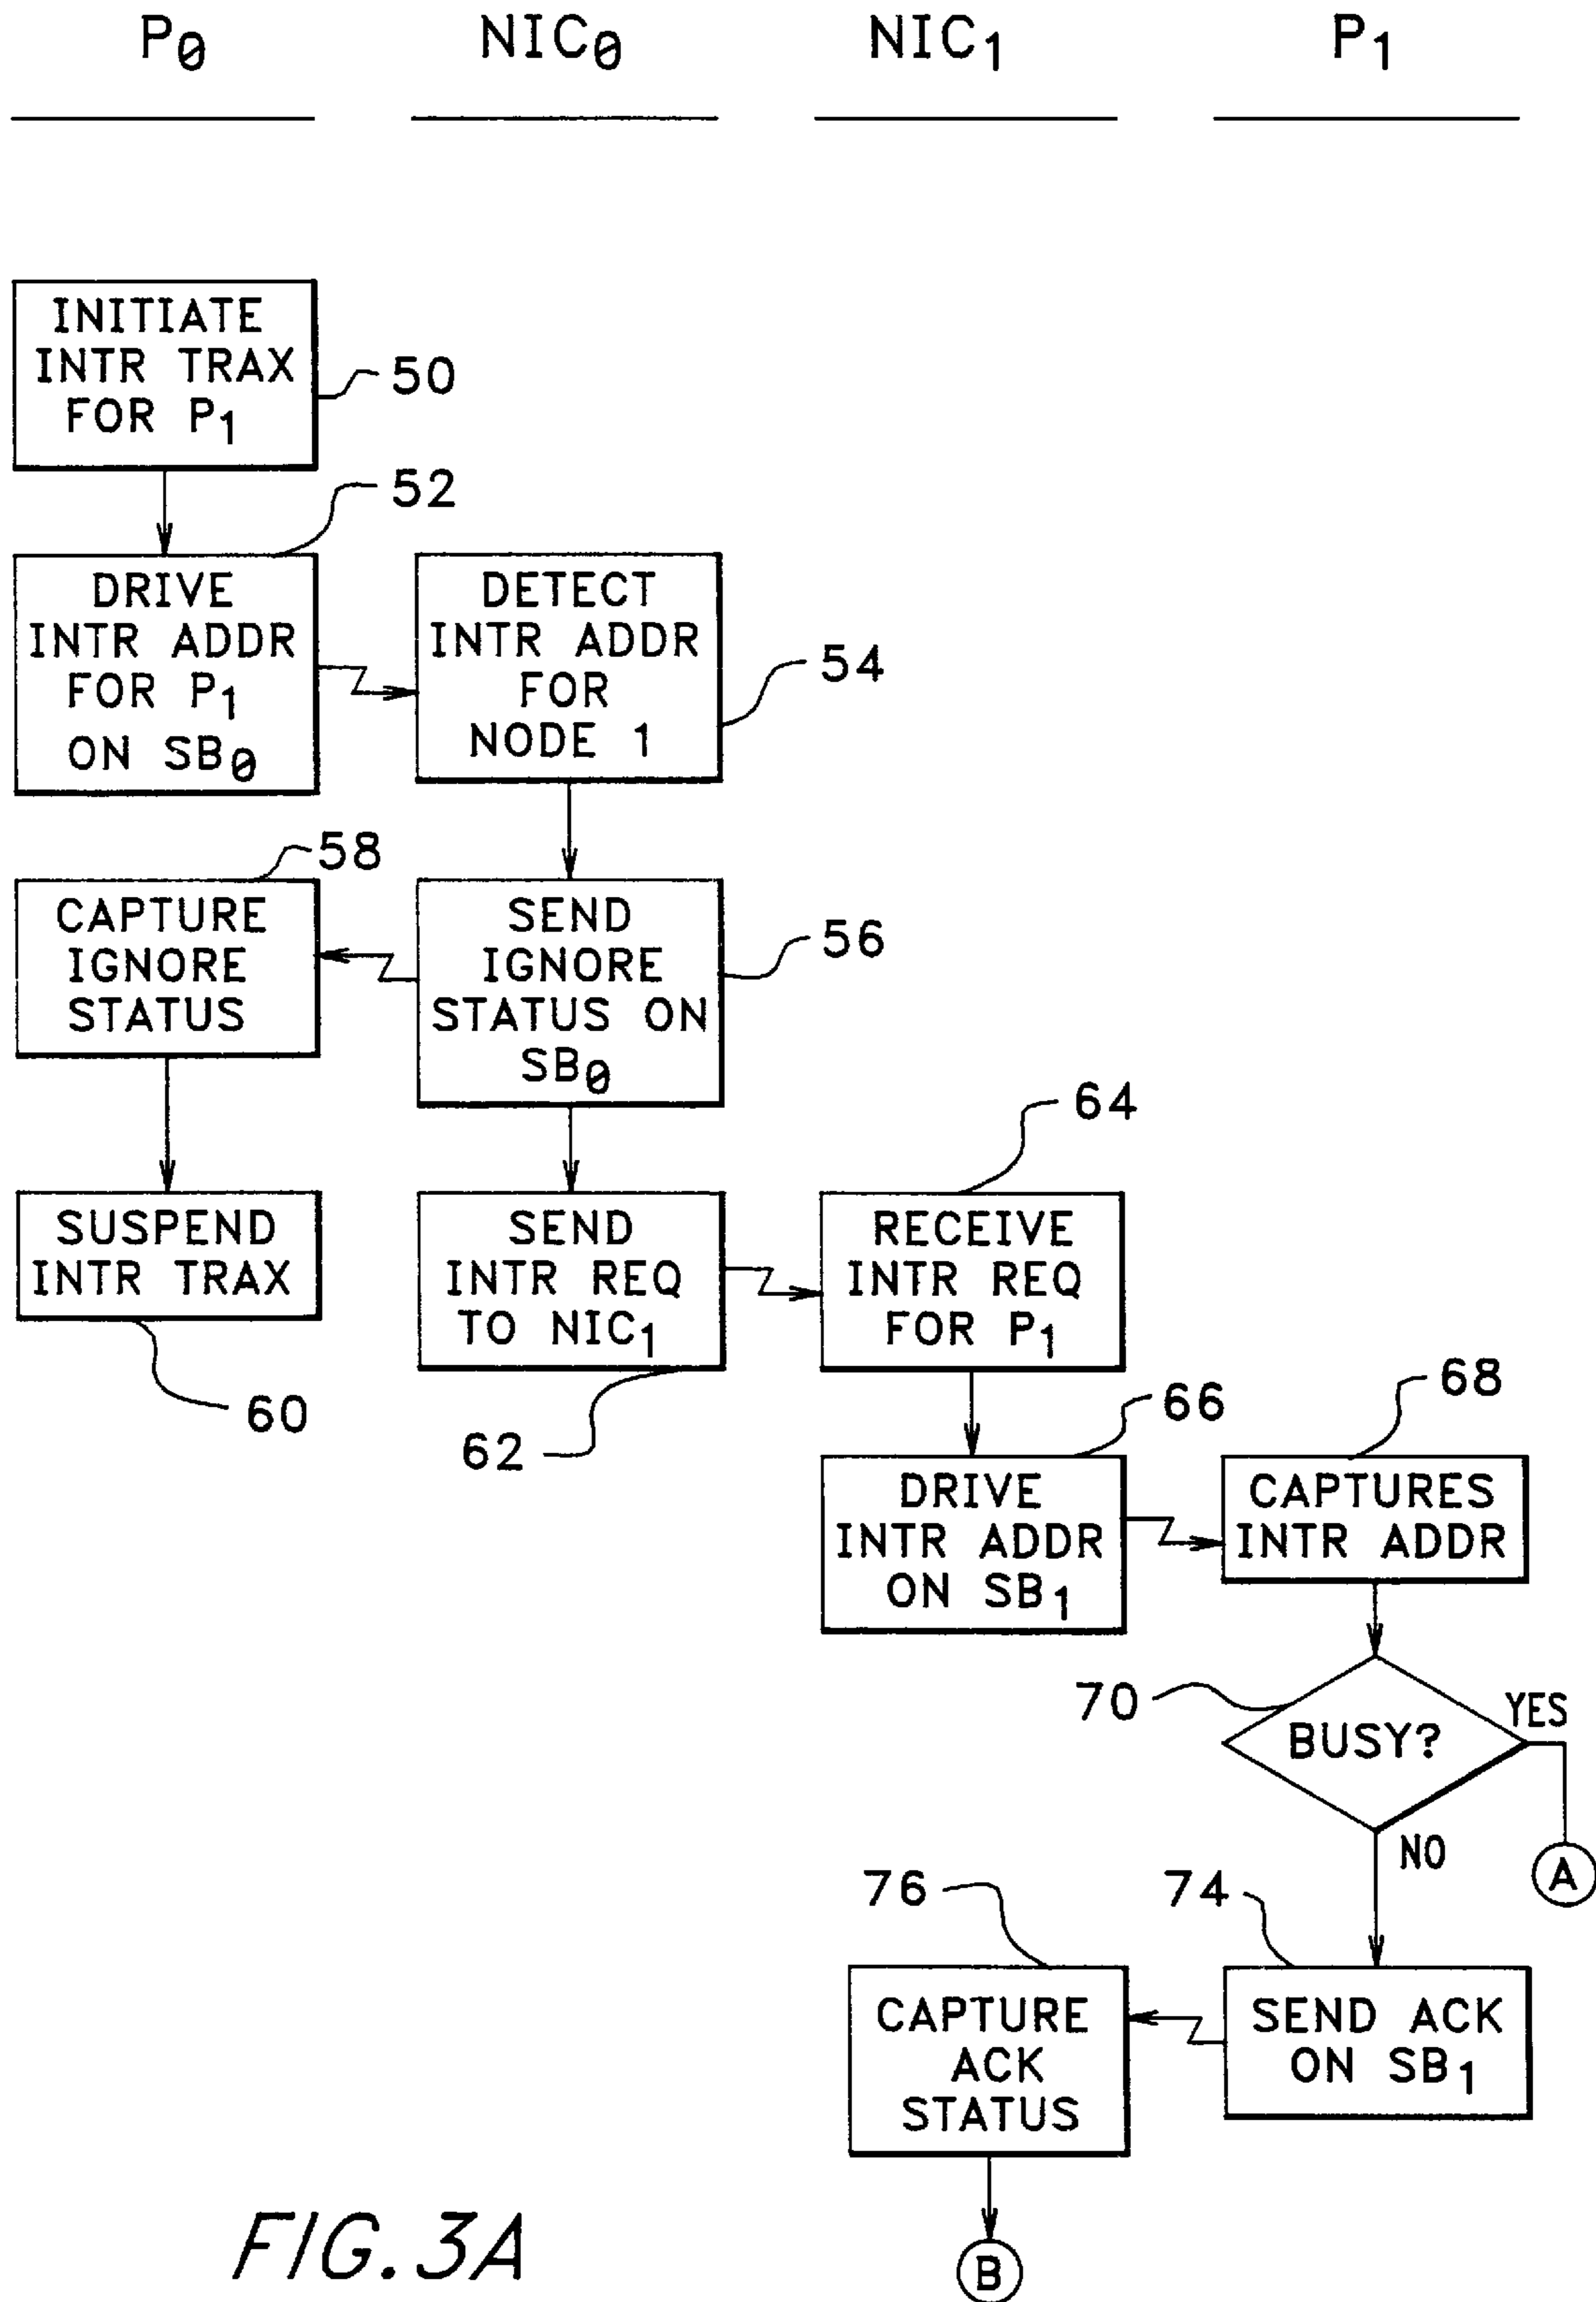 P₀ NIC₀ NIC₁ P₁
INITIATE
INTR TRAX
FOR P₁
50
52
DRIVE
INTR ADDR
FOR P₁
ON SB₀
DETECT
INTR ADDR
FOR
NODE 1
54
58
CAPTURE
IGNORE
STATUS
SEND
IGNORE
STATUS ON
SB₀
56
SUSPEND
INTR TRAX
60
SEND
INTR REQ
TO NIC₁
62
64
RECEIVE
INTR REQ
FOR P₁
66
DRIVE
INTR ADDR
ON SB₁
68
CAPTURES
INTR ADDR
70
BUSY?
YES
NO
A
76
CAPTURE
ACK
STATUS
74
SEND ACK
ON SB₁
B
FIG. 3A